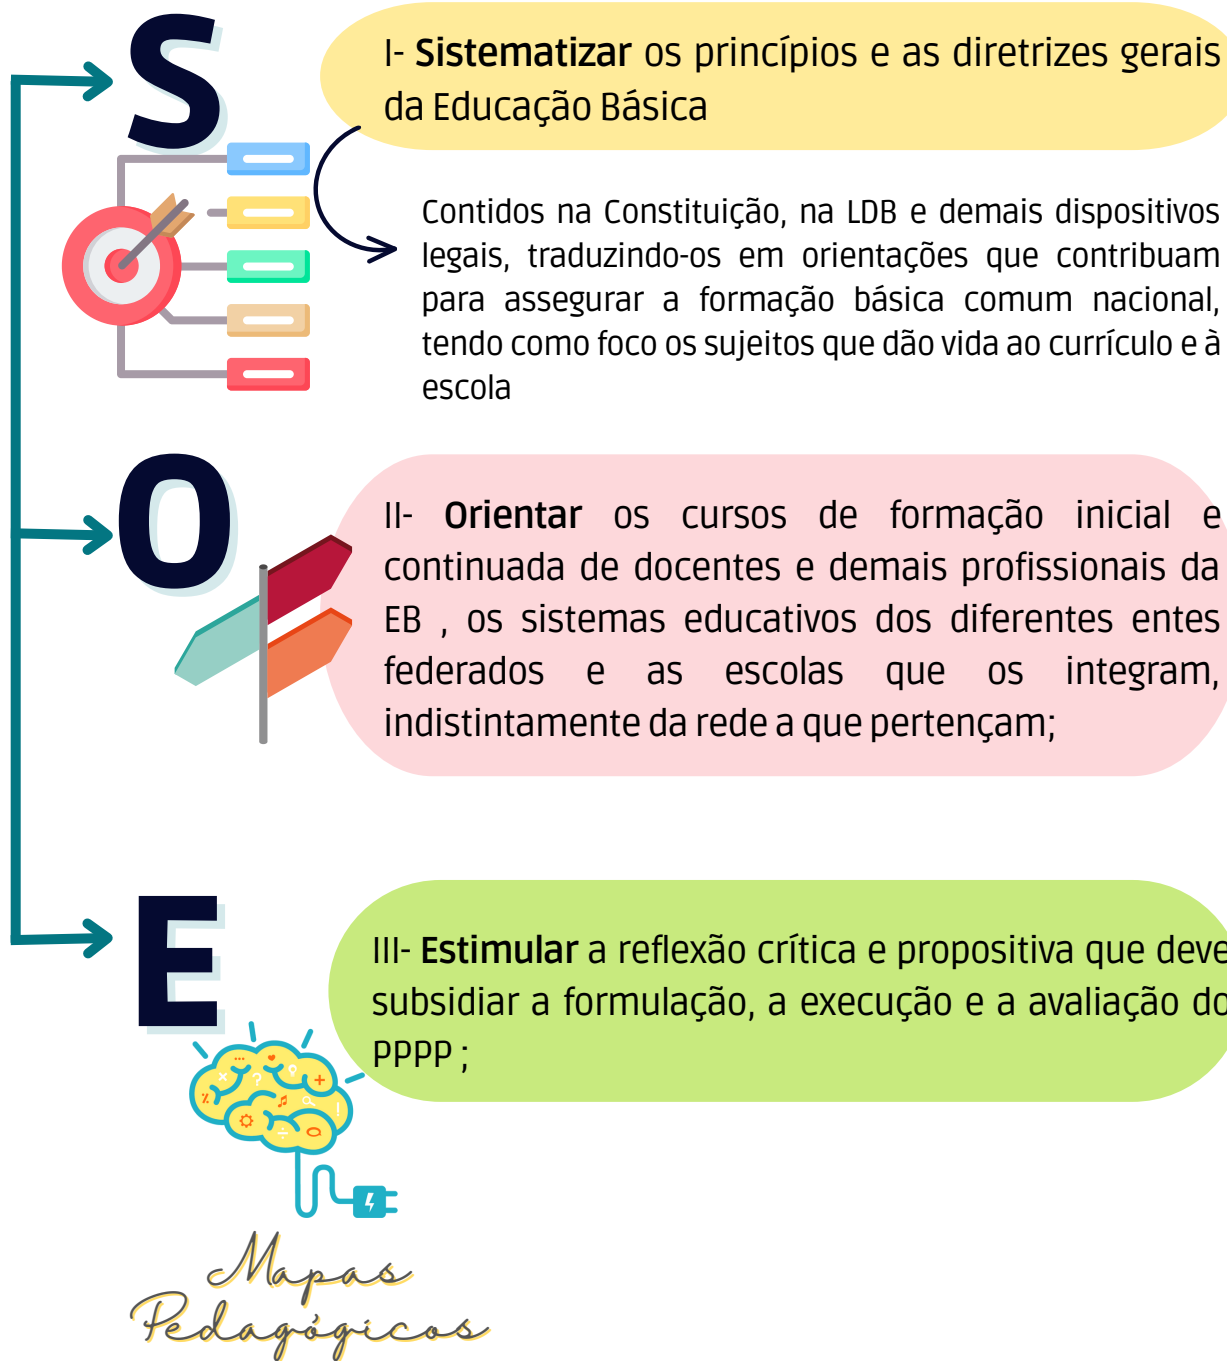 S
I- Sistematizar os princípios e as diretrizes gerais
da Educação Básica
Contidos na Constituição, na LDB e demais dispositivos
legais, traduzindo-os em orientações que contribuam
para assegurar a formação básica comum nacional,
tendo como foco os sujeitos que dão vida ao currículo e à
escola
O
II- Orientar os cursos de formação inicial e
continuada de docentes e demais profissionais da
EB , os sistemas educativos dos diferentes entes
federados e as escolas que os integram,
indistintamente da rede a que pertençam;
E
III- Estimular a reflexão crítica e propositiva que deve
subsidiar a formulação, a execução e a avaliação do
PPPP ;
Mapas
Pedagógicos